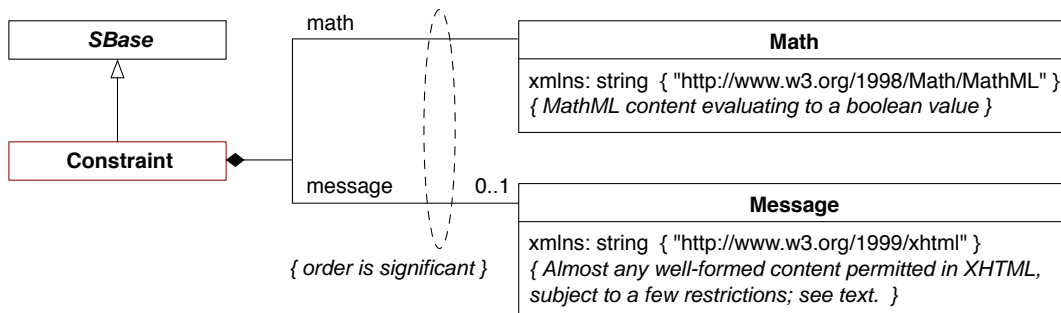 SBase
math
Math
xmlns: string { "http://www.w3.org/1998/Math/MathML" }
{ MathML content evaluating to a boolean value }
Constraint
message
0..1
Message
xmlns: string { "http://www.w3.org/1999/xhtml" }
{ Almost any well-formed content permitted in XHTML,
subject to a few restrictions; see text. }
{ order is significant }